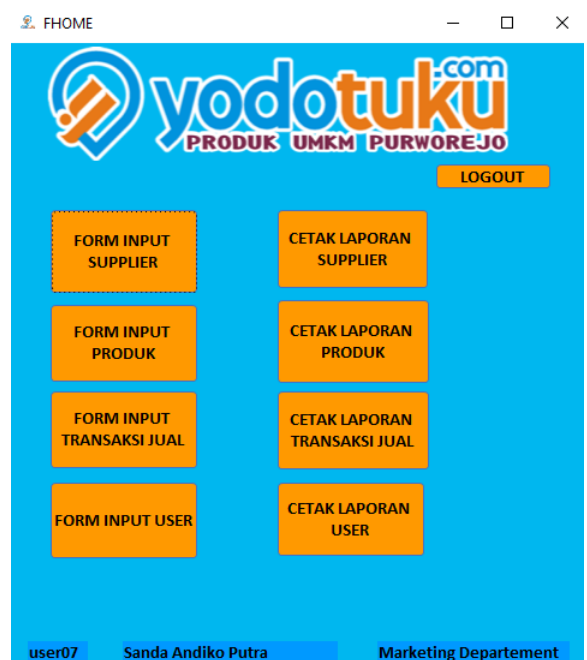 FHOME
yodotuku.com
PRODUK UMKM PURWOREJO
LOGOUT
FORM INPUT
SUPPLIER
CETAK LAPORAN
SUPPLIER
FORM INPUT
PRODUK
CETAK LAPORAN
PRODUK
FORM INPUT
TRANSAKSI JUAL
CETAK LAPORAN
TRANSAKSI JUAL
FORM INPUT USER
CETAK LAPORAN
USER
user07 Sanda Andiko Putra Marketing Departement